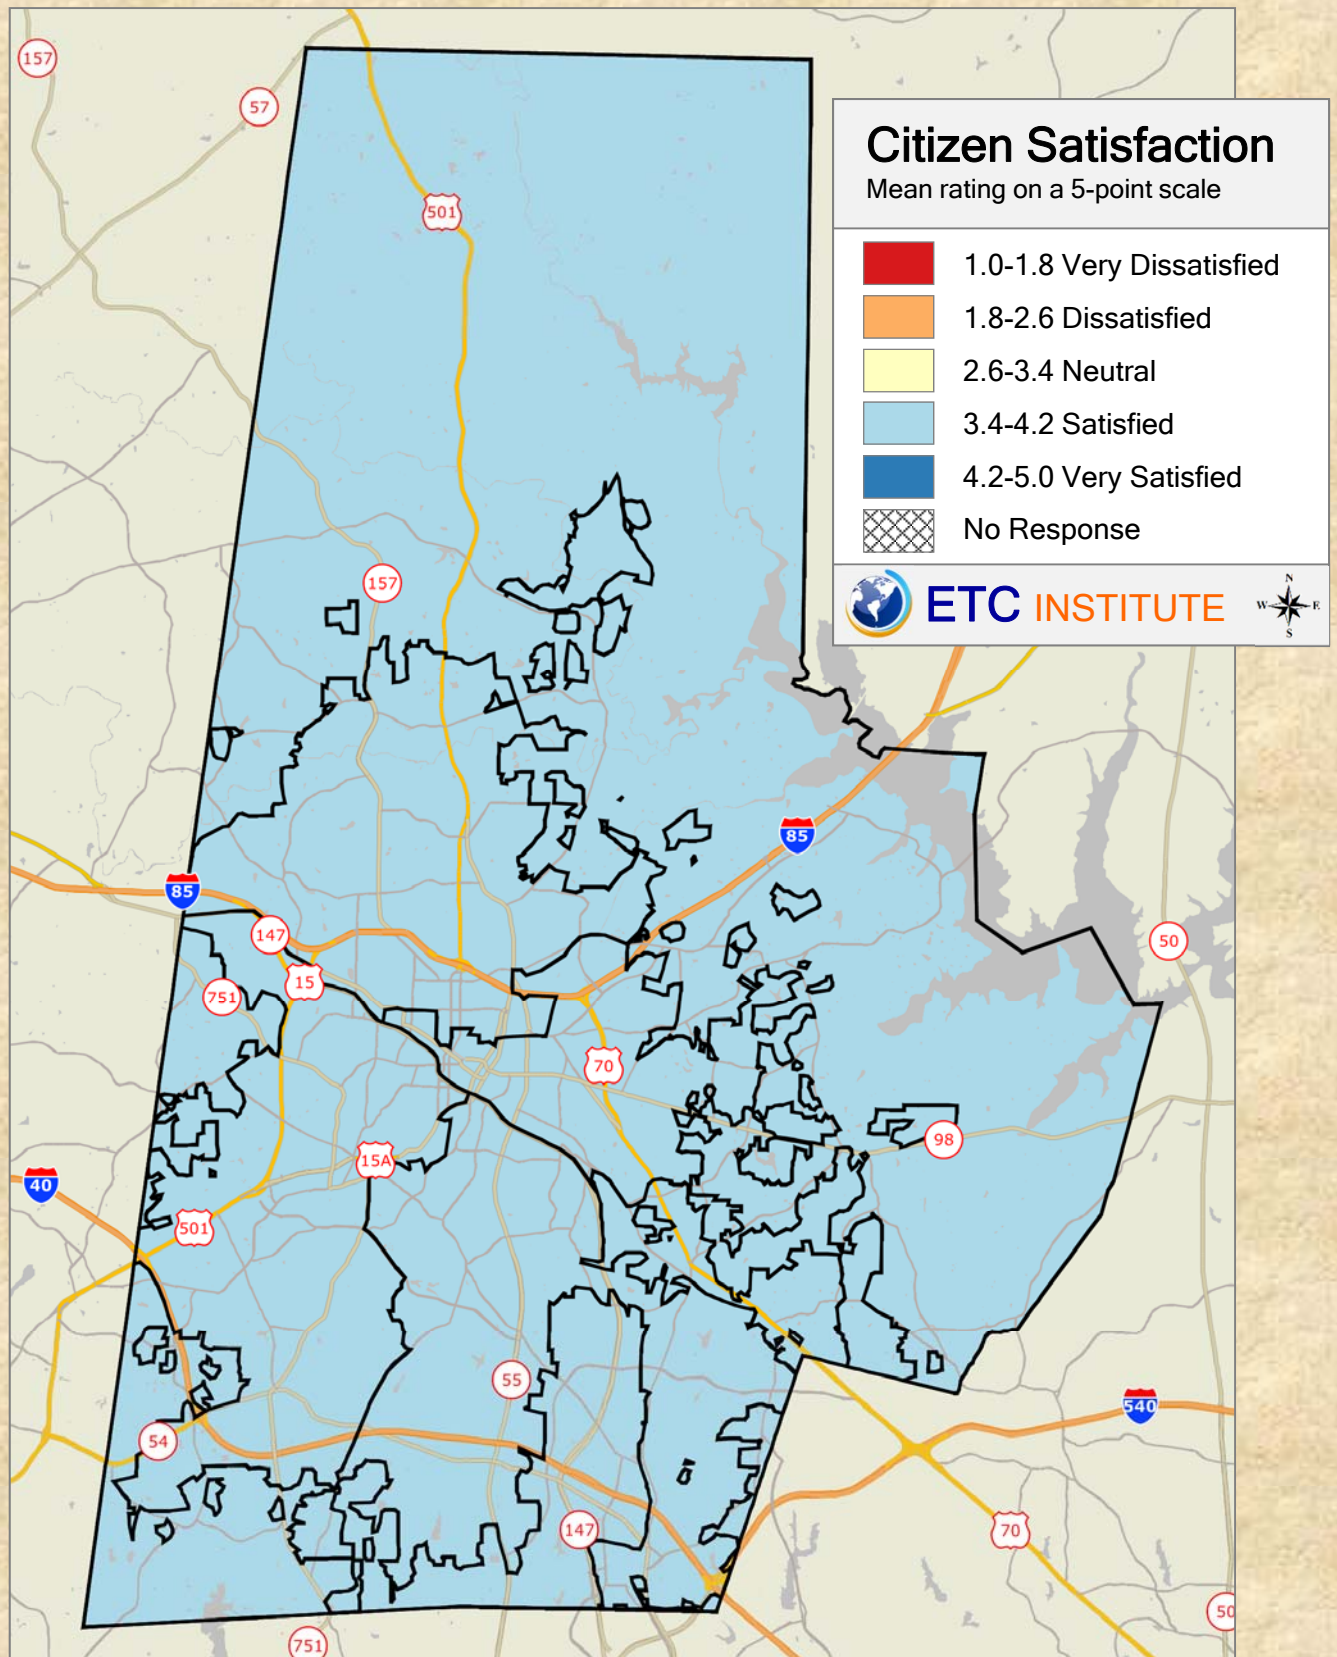 157
57
501
Citizen Satisfaction
Mean rating on a 5-point scale
1.0-1.8 Very Dissatisfied
1.8-2.6 Dissatisfied
2.6-3.4 Neutral
3.4-4.2 Satisfied
4.2-5.0 Very Satisfied
No Response
ETC INSTITUTE
N
W E
S
157
85
85
147
50
15
751
70
98
15A
40
501
55
540
54
147
70
50
751